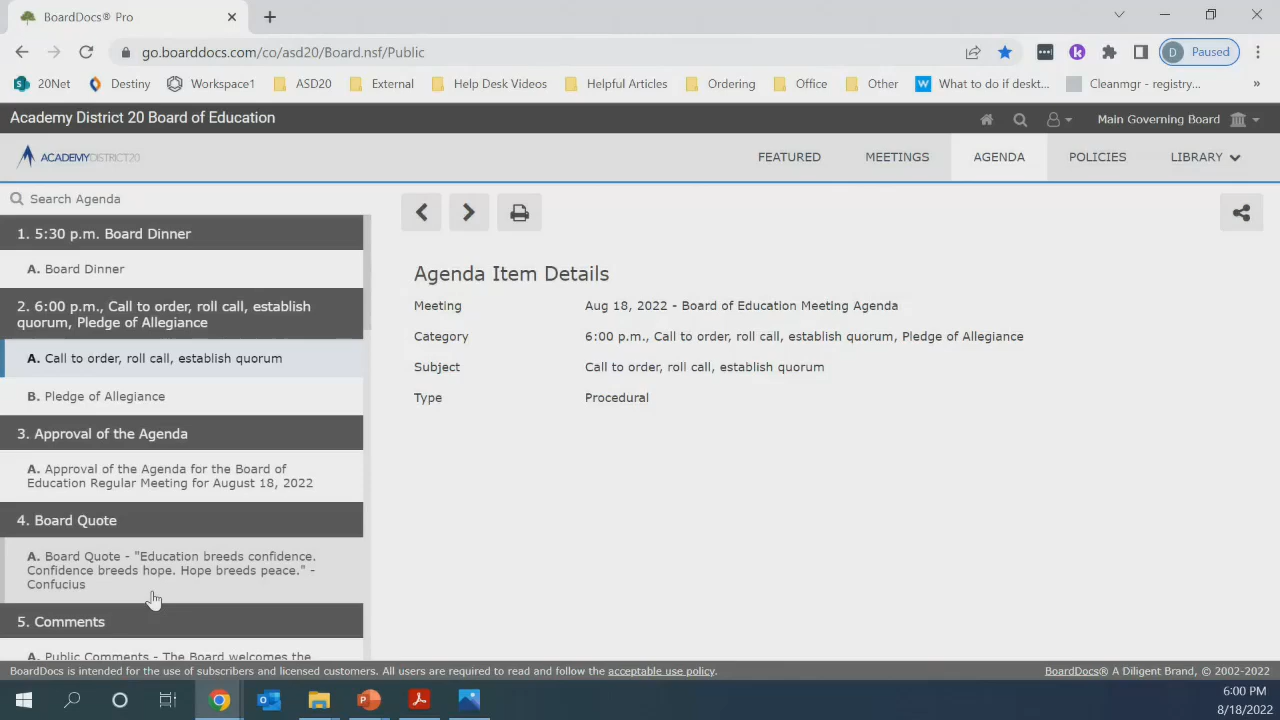 BoardDocs® Pro
go.boarddocs.com/co/asd20/Board.nsf/Public
D Paused
20Net Destiny Workspace1 ASD20 External Help Desk Videos Helpful Articles Ordering Office Other What to do if deskt... Cleanmgr - registry... »
Academy District 20 Board of Education
Main Governing Board
ACADEMYDISTRICT20
FEATURED MEETINGS AGENDA POLICIES LIBRARY
Search Agenda
1. 5:30 p.m. Board Dinner
A. Board Dinner
2. 6:00 p.m., Call to order, roll call, establish
quorum, Pledge of Allegiance
A. Call to order, roll call, establish quorum
B. Pledge of Allegiance
3. Approval of the Agenda
A. Approval of the Agenda for the Board of
Education Regular Meeting for August 18, 2022
4. Board Quote
A. Board Quote - "Education breeds confidence.
Confidence breeds hope. Hope breeds peace." -
Confucius
5. Comments
A. Public Comments - The Board welcomes the
Agenda Item Details
Meeting Aug 18, 2022 - Board of Education Meeting Agenda
Category 6:00 p.m., Call to order, roll call, establish quorum, Pledge of Allegiance
Subject Call to order, roll call, establish quorum
Type Procedural
BoardDocs is intended for the use of subscribers and licensed customers. All users are required to read and follow the acceptable use policy.
BoardDocs® A Diligent Brand, © 2002-2022
6:00 PM
8/18/2022